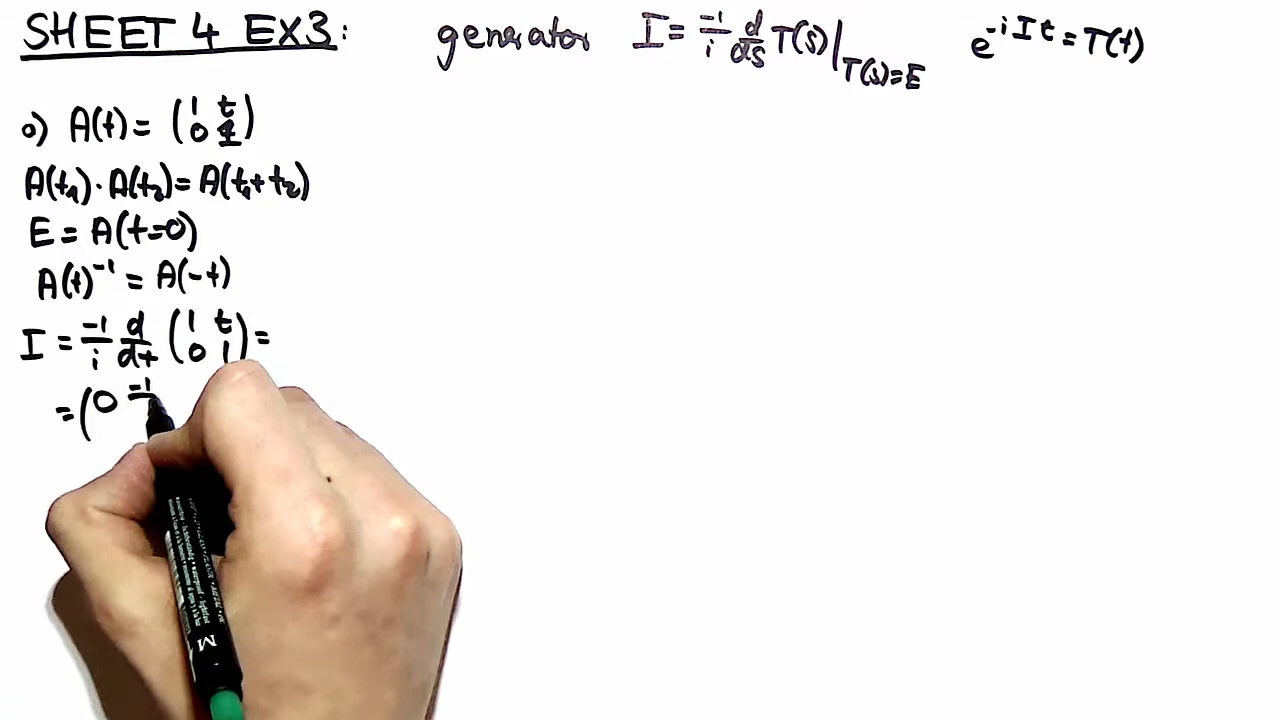 SHEET 4 EX3: generator I = -1/i d/ds T(s)|T(s)=E e^-iIt = T(t)
a) A(t) = (1 t 0 1)
A(t1)·A(t2) = A(t1+t2)
E = A(t=0)
A(t)^-1 = A(-t)
I = -1/i d/dt (1 t 0 1) =
= (0 -1
M